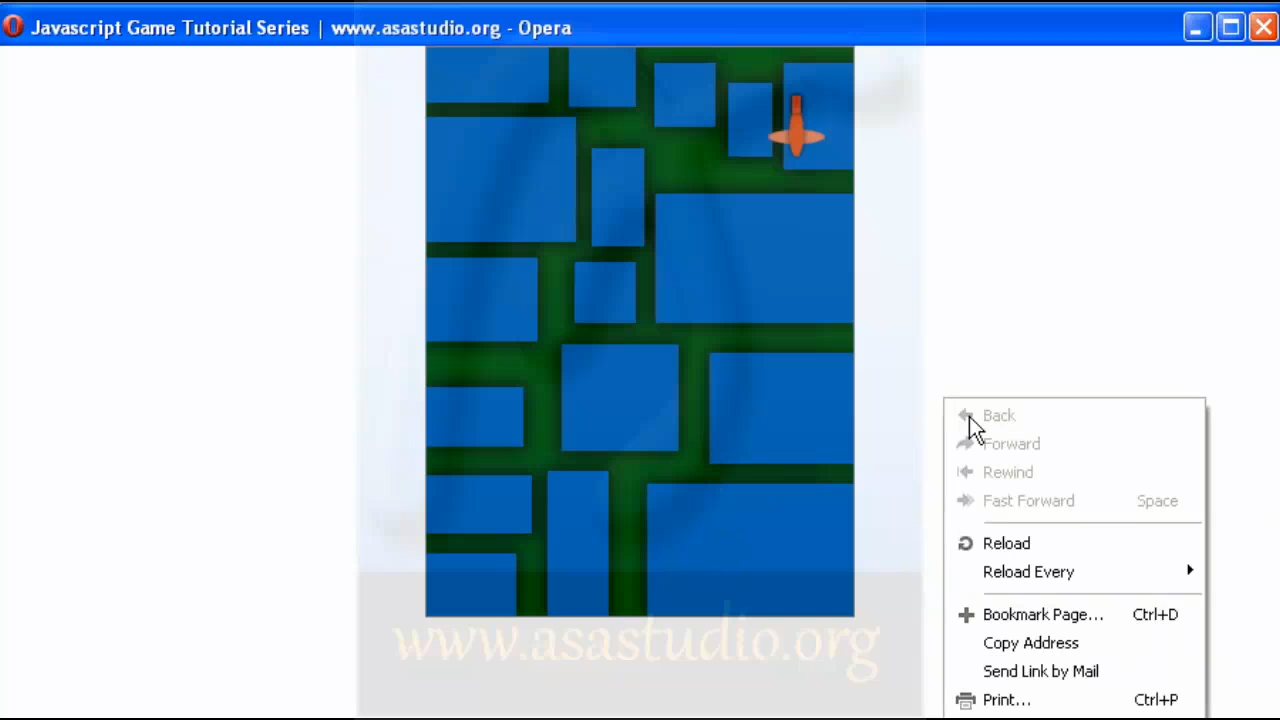 Javascript Game Tutorial Series | www.asastudio.org - Opera
Back
Forward
Rewind
Fast Forward Space
Reload
Reload Every
Bookmark Page... Ctrl+D
Copy Address
Send Link by Mail
Print... Ctrl+P
www.asastudio.org